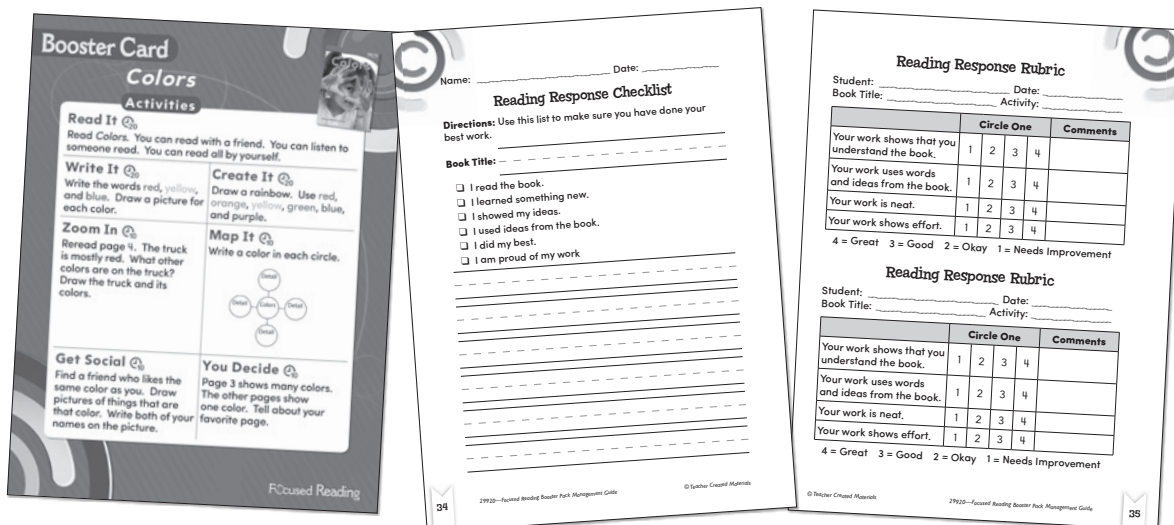 Booster Card
Colors
Activities
Read It 20
Read Colors. You can read with a friend. You can listen to
someone read. You can read all by yourself.
Write It 20
Write the words red, yellow,
and blue. Draw a picture for
each color.
Create It 20
Draw a rainbow. Use red,
orange, yellow, green, blue,
and purple.
Zoom In 10
Reread page 4. The truck
is mostly red. What other
colors are on the truck?
Draw the truck and its
colors.
Map It 10
Write a color in each circle.
Detail
Detail Colors Detail
Detail
Get Social 10
Find a friend who likes the
same color as you. Draw
pictures of things that are
that color. Write both of your
names on the picture.
You Decide 10
Page 3 shows many colors.
The other pages show
one color. Tell about your
favorite page.
Focused Reading
Name: Date:
Reading Response Checklist
Directions: Use this list to make sure you have done your
best work.
Book Title:
❑ I read the book.
❑ I learned something new.
❑ I showed my ideas.
❑ I used ideas from the book.
❑ I did my best.
❑ I am proud of my work
34
29920—Focused Reading Booster Pack Management Guide
© Teacher Created Materials
Reading Response Rubric
Student: Date:
Book Title: Activity:
Circle One Comments
Your work shows that you
understand the book. 1 2 3 4
Your work uses words
and ideas from the book. 1 2 3 4
Your work is neat. 1 2 3 4
Your work shows effort. 1 2 3 4
4 = Great 3 = Good 2 = Okay 1 = Needs Improvement
Reading Response Rubric
Student: Date:
Book Title: Activity:
Circle One Comments
Your work shows that you
understand the book. 1 2 3 4
Your work uses words
and ideas from the book. 1 2 3 4
Your work is neat. 1 2 3 4
Your work shows effort. 1 2 3 4
4 = Great 3 = Good 2 = Okay 1 = Needs Improvement
© Teacher Created Materials
29920—Focused Reading Booster Pack Management Guide
35